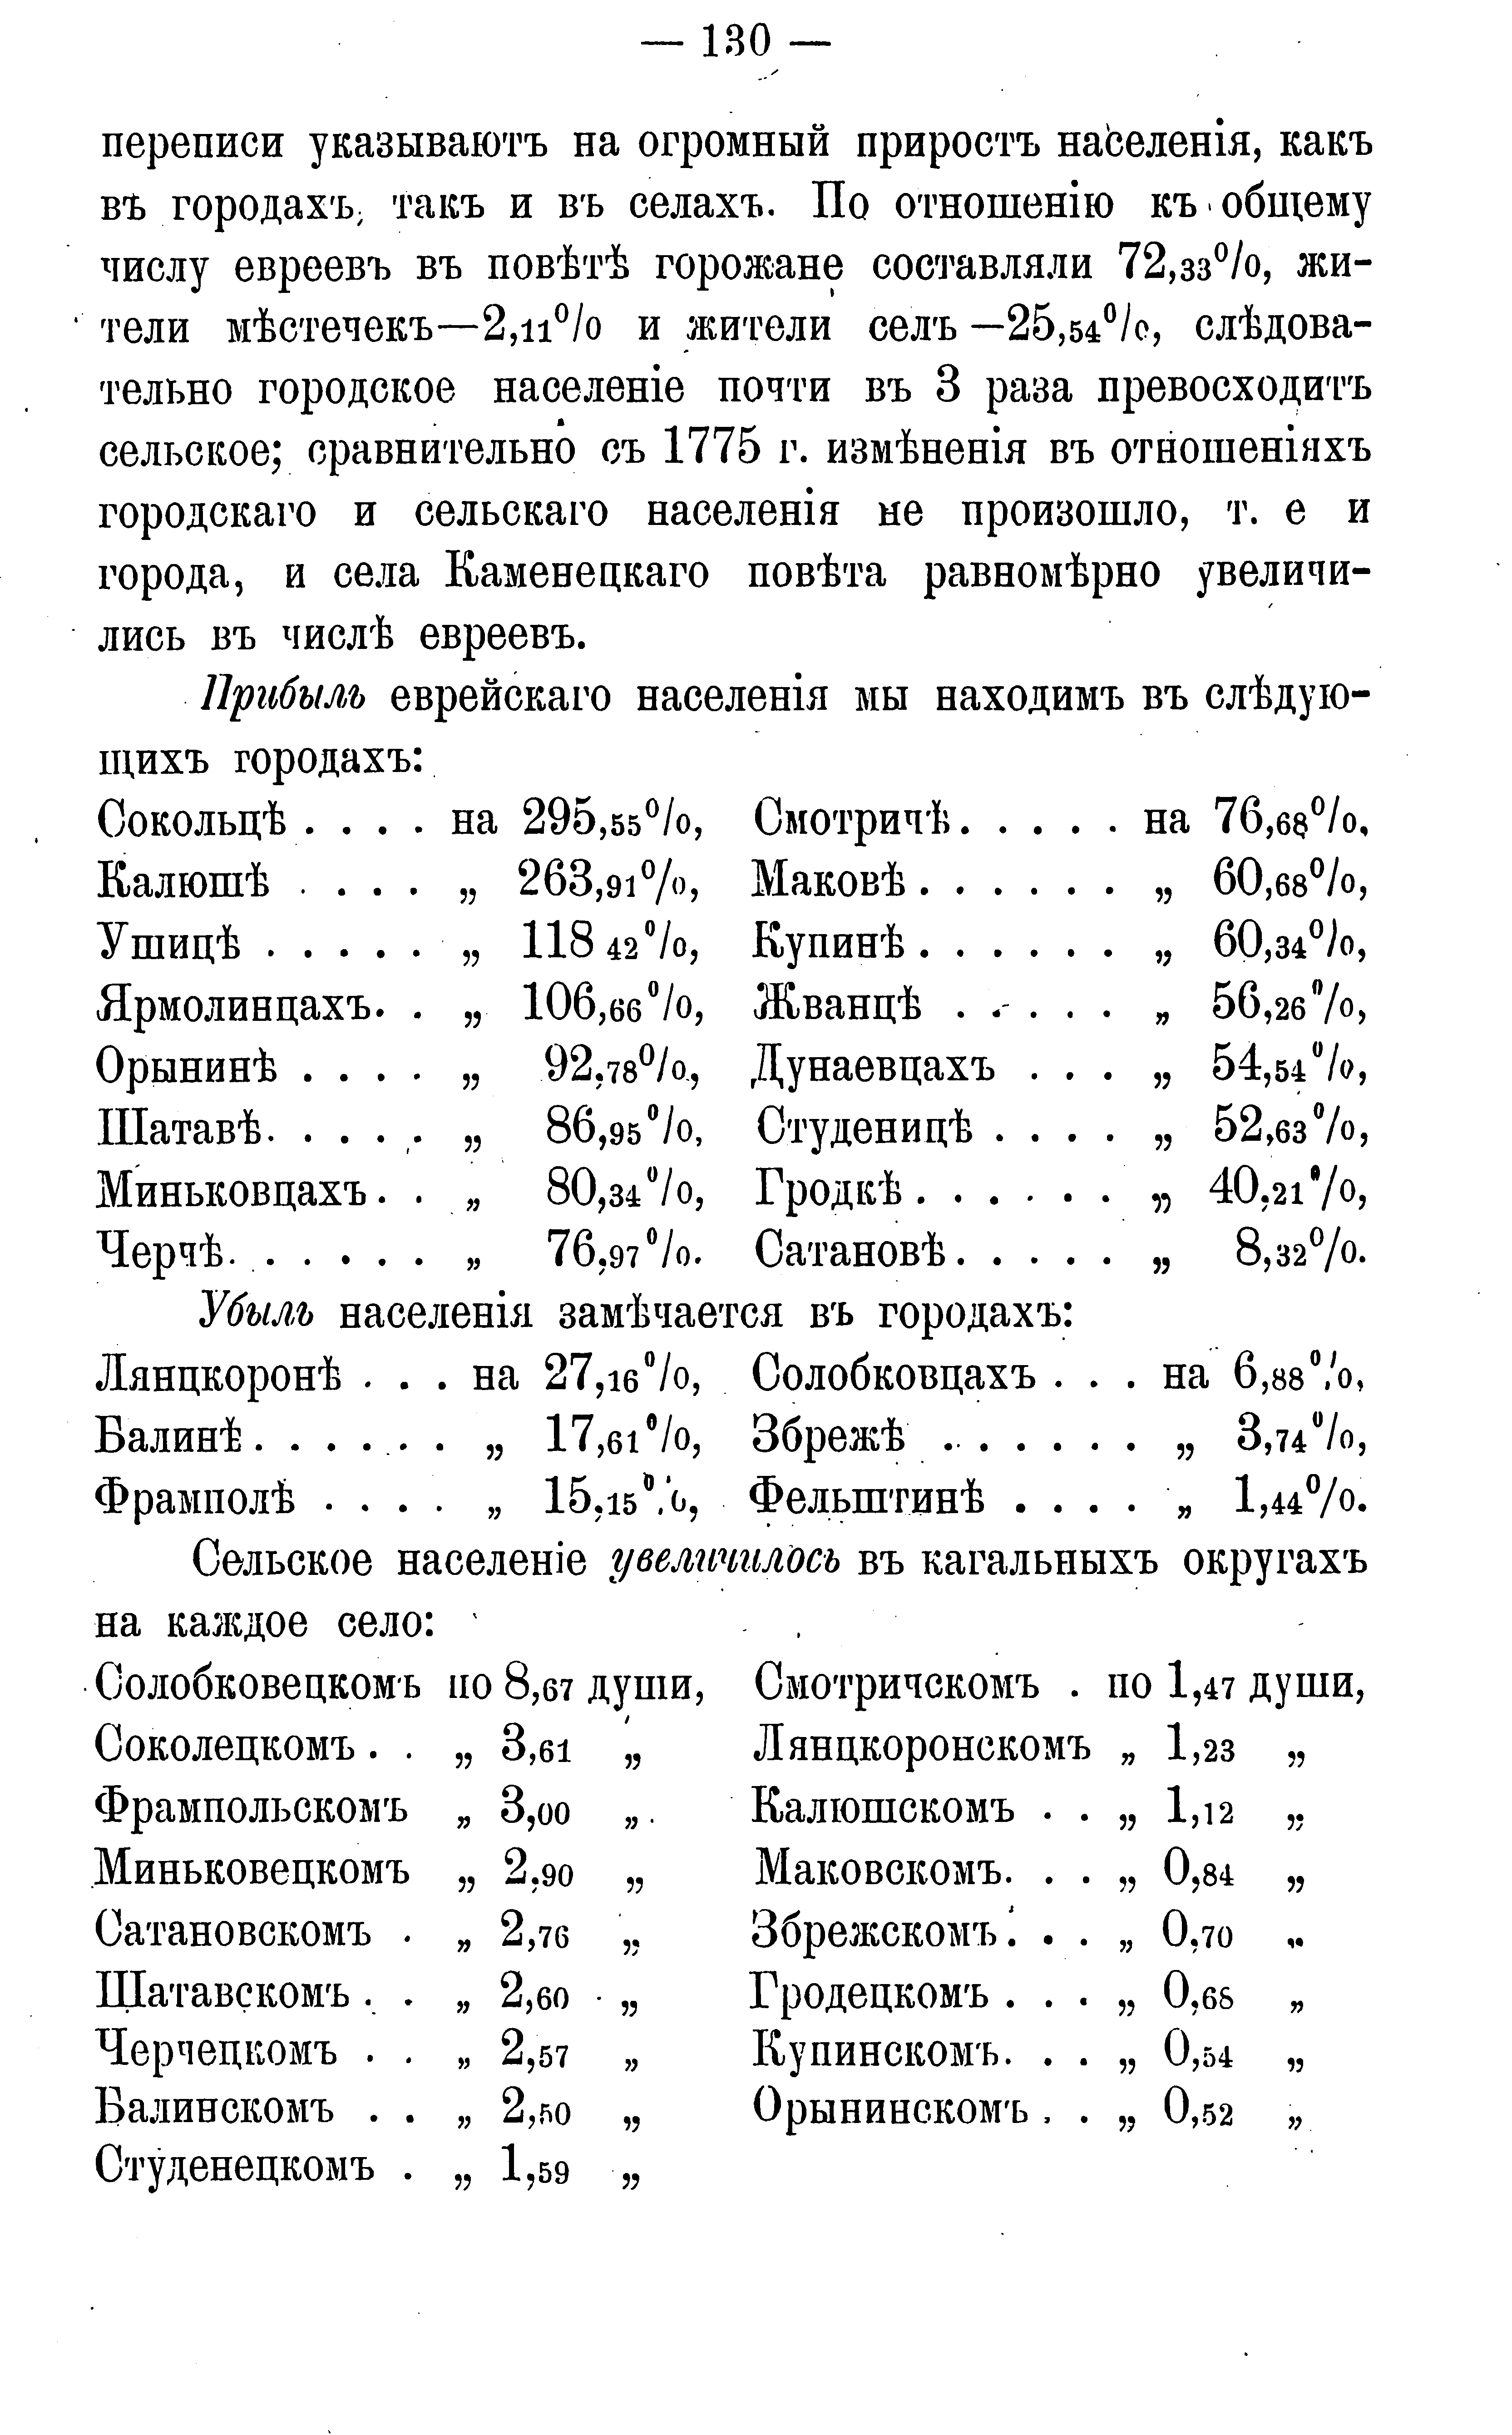 — 130 —
переписи указываютъ на огромный приростъ населенія, какъ
въ городахъ, такъ и въ селахъ. По отношенію къ общему
числу евреевъ въ повѣтѣ горожане составляли 72,33%, жи-
тели мѣстечекъ—2,11% и жители селъ—25,54%, слѣдова-
тельно городское населеніе почти въ 3 раза превосходитъ
сельское; сравнительно съ 1775 г. измѣненія въ отношеніяхъ
городскаго и сельскаго населенія не произошло, т. е и
города, и села Каменецкаго повѣта равномѣрно увеличи-
лись въ числѣ евреевъ.
Прибыль еврейскаго населенія мы находимъ въ слѣдую-
щихъ городахъ:
Сокольцѣ . . . . на 295,55%, Смотричѣ. . . . . на 76,68%,
Калюшѣ . . . . „ 263,91%, Маковѣ . . . . . . „ 60,68%,
Ушицѣ . . . . . „ 118 42%, Купинѣ . . . . . . „ 60,34%,
Ярмолинцахъ. . „ 106,66%, Жванцѣ . . . . . „ 56,26%,
Орынинѣ . . . . „ 92,78%, Дунаевцахъ . . . „ 54,54%,
Шатавѣ. . . . . „ 86,95%, Студеницѣ . . . . „ 52,63%,
Миньковцахъ. . „ 80,34%, Гродкѣ . . . . . . „ 40,21%,
Черчѣ. . . . . . . „ 76,97%. Сатановѣ. . . . . „ 8,32%.
Убыль населенія замѣчается въ городахъ:
Лянцкоронѣ . . . на 27,16%, Солобковцахъ . . . на 6,88%,
Балинѣ. . . . . . „ 17,61%, Збрежѣ . . . . . . „ 3,74%,
Фрамполѣ . . . . „ 15,15%, Фельштинѣ . . . . „ 1,44%.
Сельское населеніе увеличилось въ кагальныхъ округахъ
на каждое село:
Солобковецкомъ по 8,67 души, Смотричскомъ . по 1,47 души,
Соколецкомъ . . „ 3,61 „ Лянцкоронскомъ „ 1,23 „
Фрампольскомъ „ 3,00 „ Калюшскомъ . . „ 1,12 „
Миньковецкомъ „ 2,90 „ Маковскомъ. . . „ 0,84 „
Сатановскомъ . „ 2,76 „ Збрежскомъ. . . „ 0,70 „
Шатавскомъ . . „ 2,60 „ Гродецкомъ . . . „ 0,68 „
Черчецкомъ . . „ 2,57 „ Купинскомъ. . . „ 0,54 „
Балинскомъ . . „ 2,50 „ Орынинскомъ . . „ 0,52 „
Студенецкомъ . „ 1,59 „